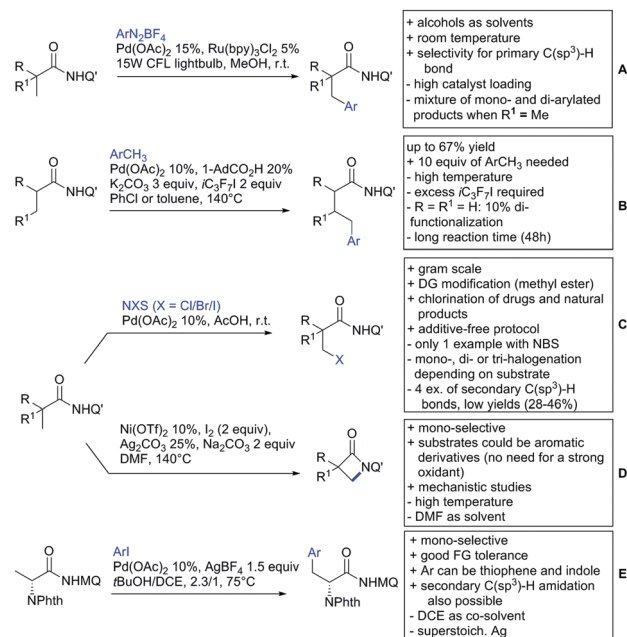 ArN2BF4
Pd(OAc)2 15%, Ru(bpy)3Cl2 5%
15W CFL lightbulb, MeOH, r.t.
O
R
R1
NHQ'
O
R
R1
NHQ'
Ar
+ alcohols as solvents
+ room temperature
+ selectivity for primary C(sp3)-H
bond
- high catalyst loading
- mixture of mono- and di-arylated
products when R1 = Me
A
ArCH3
Pd(OAc)2 10%, 1-AdCO2H 20%
K2CO3 3 equiv, iC3F7I 2 equiv
PhCl or toluene, 140°C
O
R
NHQ'
R1
O
R
NHQ'
R1
Ar
up to 67% yield
+ 10 equiv of ArCH3 needed
- high temperature
- excess iC3F7I required
- R = R1 = H: 10% di-
functionalization
- long reaction time (48h)
B
NXS (X = Cl/Br/I)
Pd(OAc)2 10%, AcOH, r.t.
O
R
R1
NHQ'
X
+ gram scale
+ DG modification (methyl ester)
+ chlorination of drugs and natural
products
+ additive-free protocol
- only 1 example with NBS
- mono-, di- or tri-halogenation
depending on substrate
- 4 ex. of secondary C(sp3)-H
bonds, low yields (28-46%)
C
O
R
R1
NHQ'
Ni(OTf)2 10%, I2 (2 equiv),
Ag2CO3 25%, Na2CO3 2 equiv
DMF, 140°C
O
R
R1
NQ'
+ mono-selective
+ substrates could be aromatic
derivatives (no need for a strong
oxidant)
+ mechanistic studies
- high temperature
- DMF as solvent
D
ArI
Pd(OAc)2 10%, AgBF4 1.5 equiv
tBuOH/DCE, 2.3/1, 75°C
O
NHMQ
NPhth
Ar
O
NHMQ
NPhth
+ mono-selective
+ good FG tolerance
+ Ar can be thiophene and indole
+ secondary C(sp3)-H amidation
also possible
- DCE as co-solvent
- superstoich. Ag
E